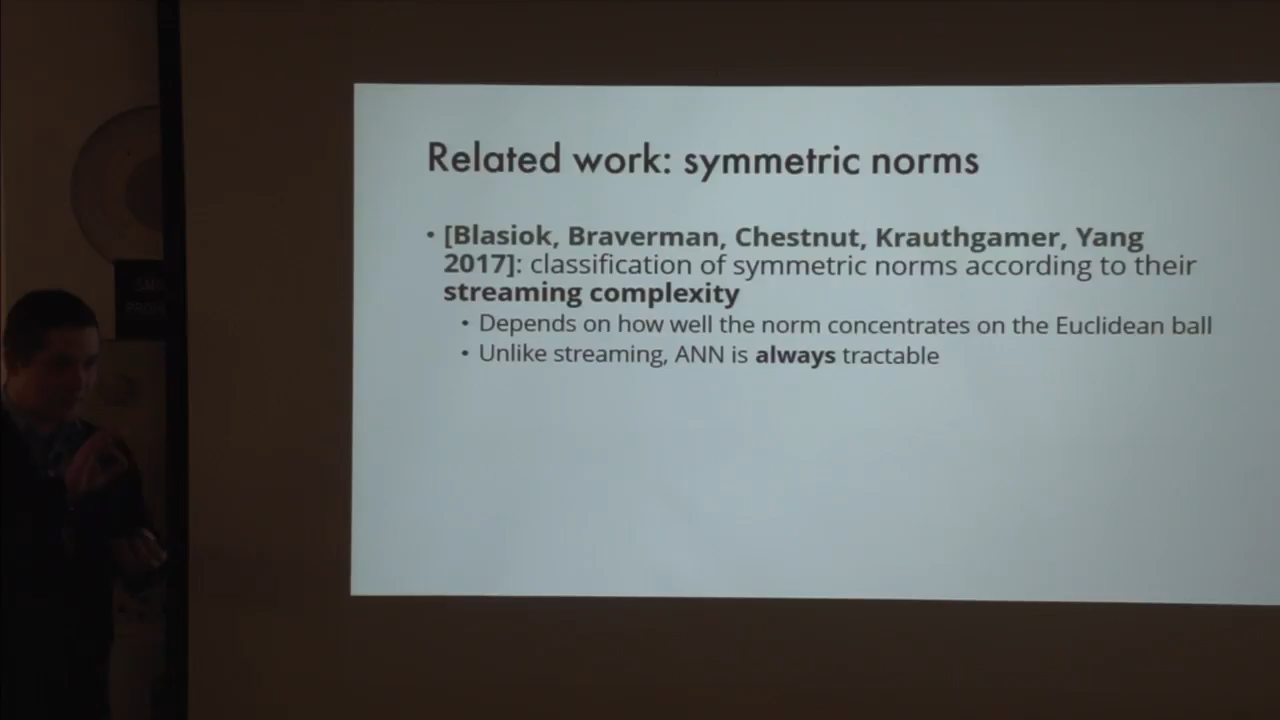 Related work: symmetric norms
• [Blasiok, Braverman, Chestnut, Krauthgamer, Yang
2017]: classification of symmetric norms according to their
streaming complexity
• Depends on how well the norm concentrates on the Euclidean ball
• Unlike streaming, ANN is always tractable